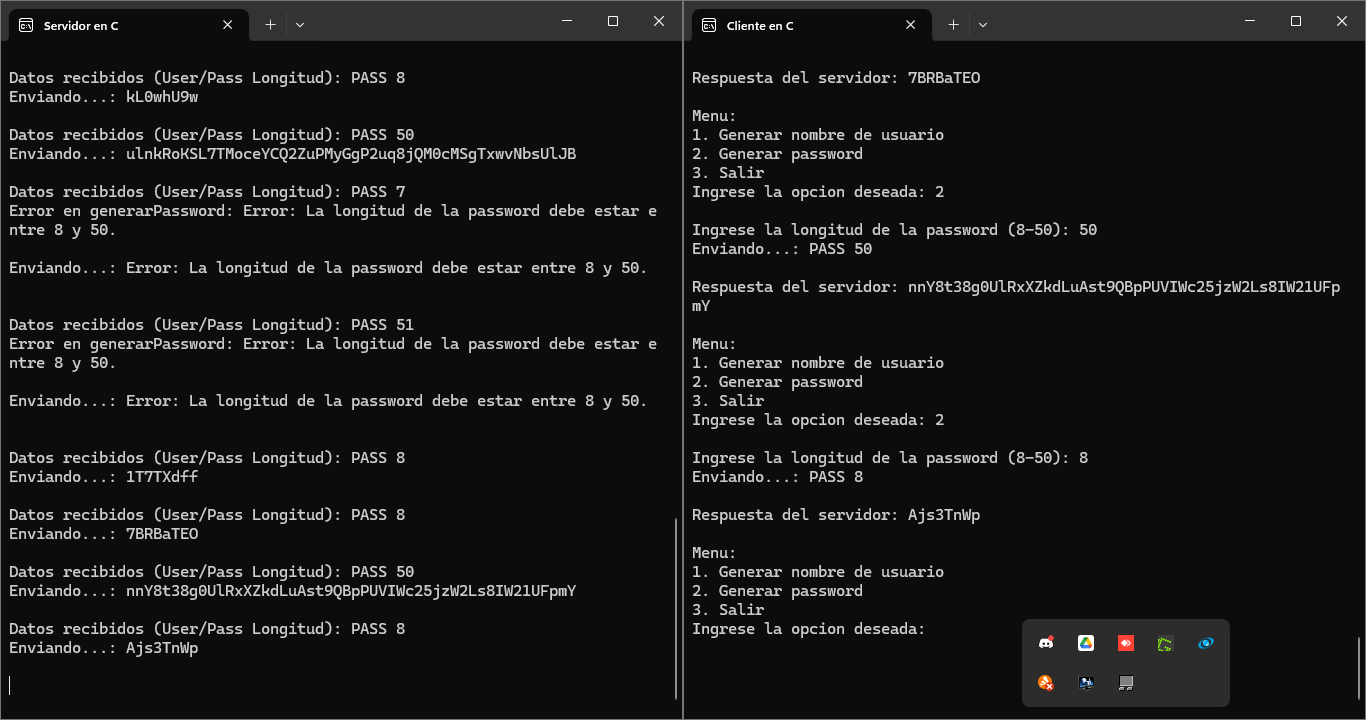 Servidor en C
Datos recibidos (User/Pass Longitud): PASS 8
Enviando...: kL0whU9w
Datos recibidos (User/Pass Longitud): PASS 50
Enviando...: ulnkRoKSL7TMoceYCQ2ZuPMyGgP2uq8jQM0cMSgTxwvNbsUlJB
Datos recibidos (User/Pass Longitud): PASS 7
Error en generarPassword: Error: La longitud de la password debe estar e
ntre 8 y 50.
Enviando...: Error: La longitud de la password debe estar entre 8 y 50.
Datos recibidos (User/Pass Longitud): PASS 51
Error en generarPassword: Error: La longitud de la password debe estar e
ntre 8 y 50.
Enviando...: Error: La longitud de la password debe estar entre 8 y 50.
Datos recibidos (User/Pass Longitud): PASS 8
Enviando...: 1T7TXdff
Datos recibidos (User/Pass Longitud): PASS 8
Enviando...: 7BRBaTEO
Datos recibidos (User/Pass Longitud): PASS 50
Enviando...: nnY8t38g0UlRxXZkdLuAst9QBpPUVIWc25jzW2Ls8IW21UFpmY
Datos recibidos (User/Pass Longitud): PASS 8
Enviando...: Ajs3TnWp
Cliente en C
Respuesta del servidor: 7BRBaTEO
Menu:
1. Generar nombre de usuario
2. Generar password
3. Salir
Ingrese la opcion deseada: 2
Ingrese la longitud de la password (8-50): 50
Enviando...: PASS 50
Respuesta del servidor: nnY8t38g0UlRxXZkdLuAst9QBpPUVIWc25jzW2Ls8IW21UFp
mY
Menu:
1. Generar nombre de usuario
2. Generar password
3. Salir
Ingrese la opcion deseada: 2
Ingrese la longitud de la password (8-50): 8
Enviando...: PASS 8
Respuesta del servidor: Ajs3TnWp
Menu:
1. Generar nombre de usuario
2. Generar password
3. Salir
Ingrese la opcion deseada: